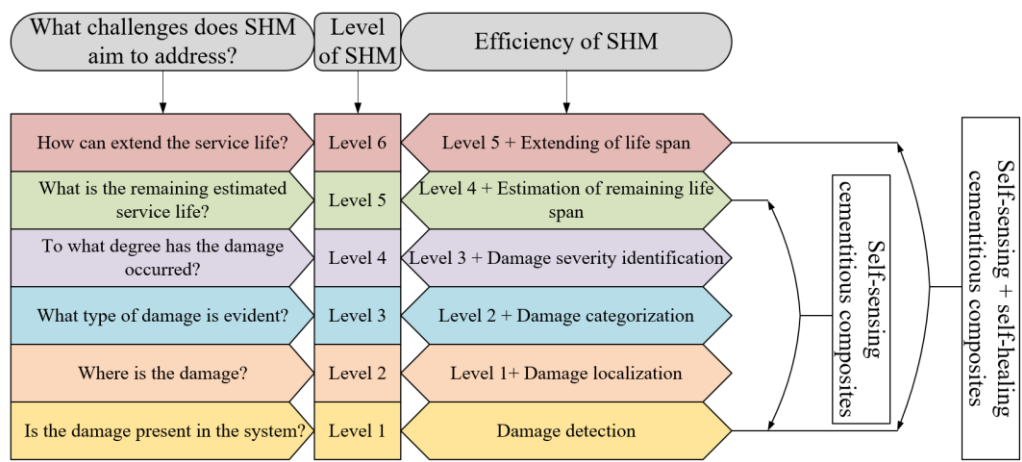 What challenges does SHM
aim to address?
Level
of SHM
Efficiency of SHM
How can extend the service life?
Level 6
Level 5 + Extending of life span
What is the remaining estimated
service life?
Level 5
Level 4 + Estimation of remaining life
span
To what degree has the damage
occurred?
Level 4
Level 3 + Damage severity identification
What type of damage is evident?
Level 3
Level 2 + Damage categorization
Where is the damage?
Level 2
Level 1+ Damage localization
Is the damage present in the system?
Level 1
Damage detection
Self-sensing
cementitious composites
Self-sensing + self-healing
cementitious composites